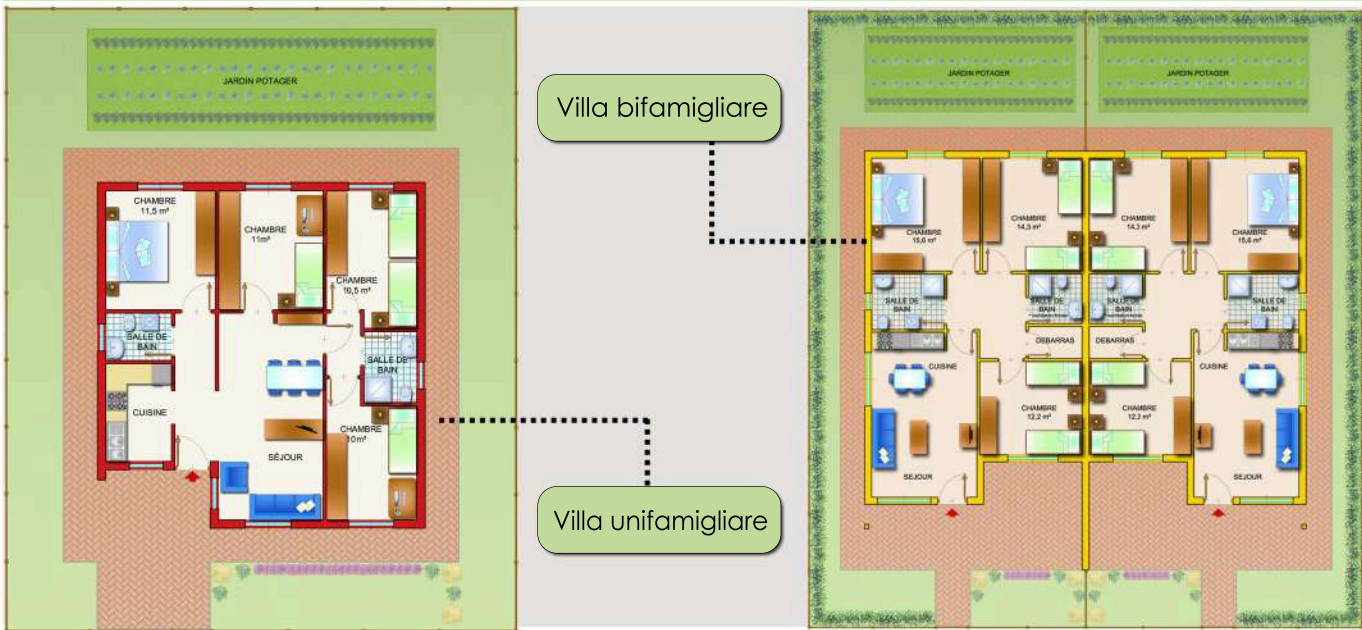 JARDIN POTAGER
CHAMBRE
11,5 m²
CHAMBRE
11m²
CHAMBRE
10,5 m²
SALLE DE
BAIN
SALLE DE
BAIN
CUISINE
CHAMBRE
10m²
SÉJOUR
Villa bifamigliare
Villa unifamigliare
JARDIN POTAGER
JARDIN POTAGER
CHAMBRE
15,6 m²
CHAMBRE
14,3 m²
CHAMBRE
14,3 m²
CHAMBRE
15,6 m²
SALLE DE
BAIN
SALLE DE
BAIN
SALLE DE
BAIN
SALLE DE
BAIN
DEBARRAS
DEBARRAS
CUISINE
CUISINE
CHAMBRE
12,2 m²
CHAMBRE
12,2 m²
SEJOUR
SEJOUR